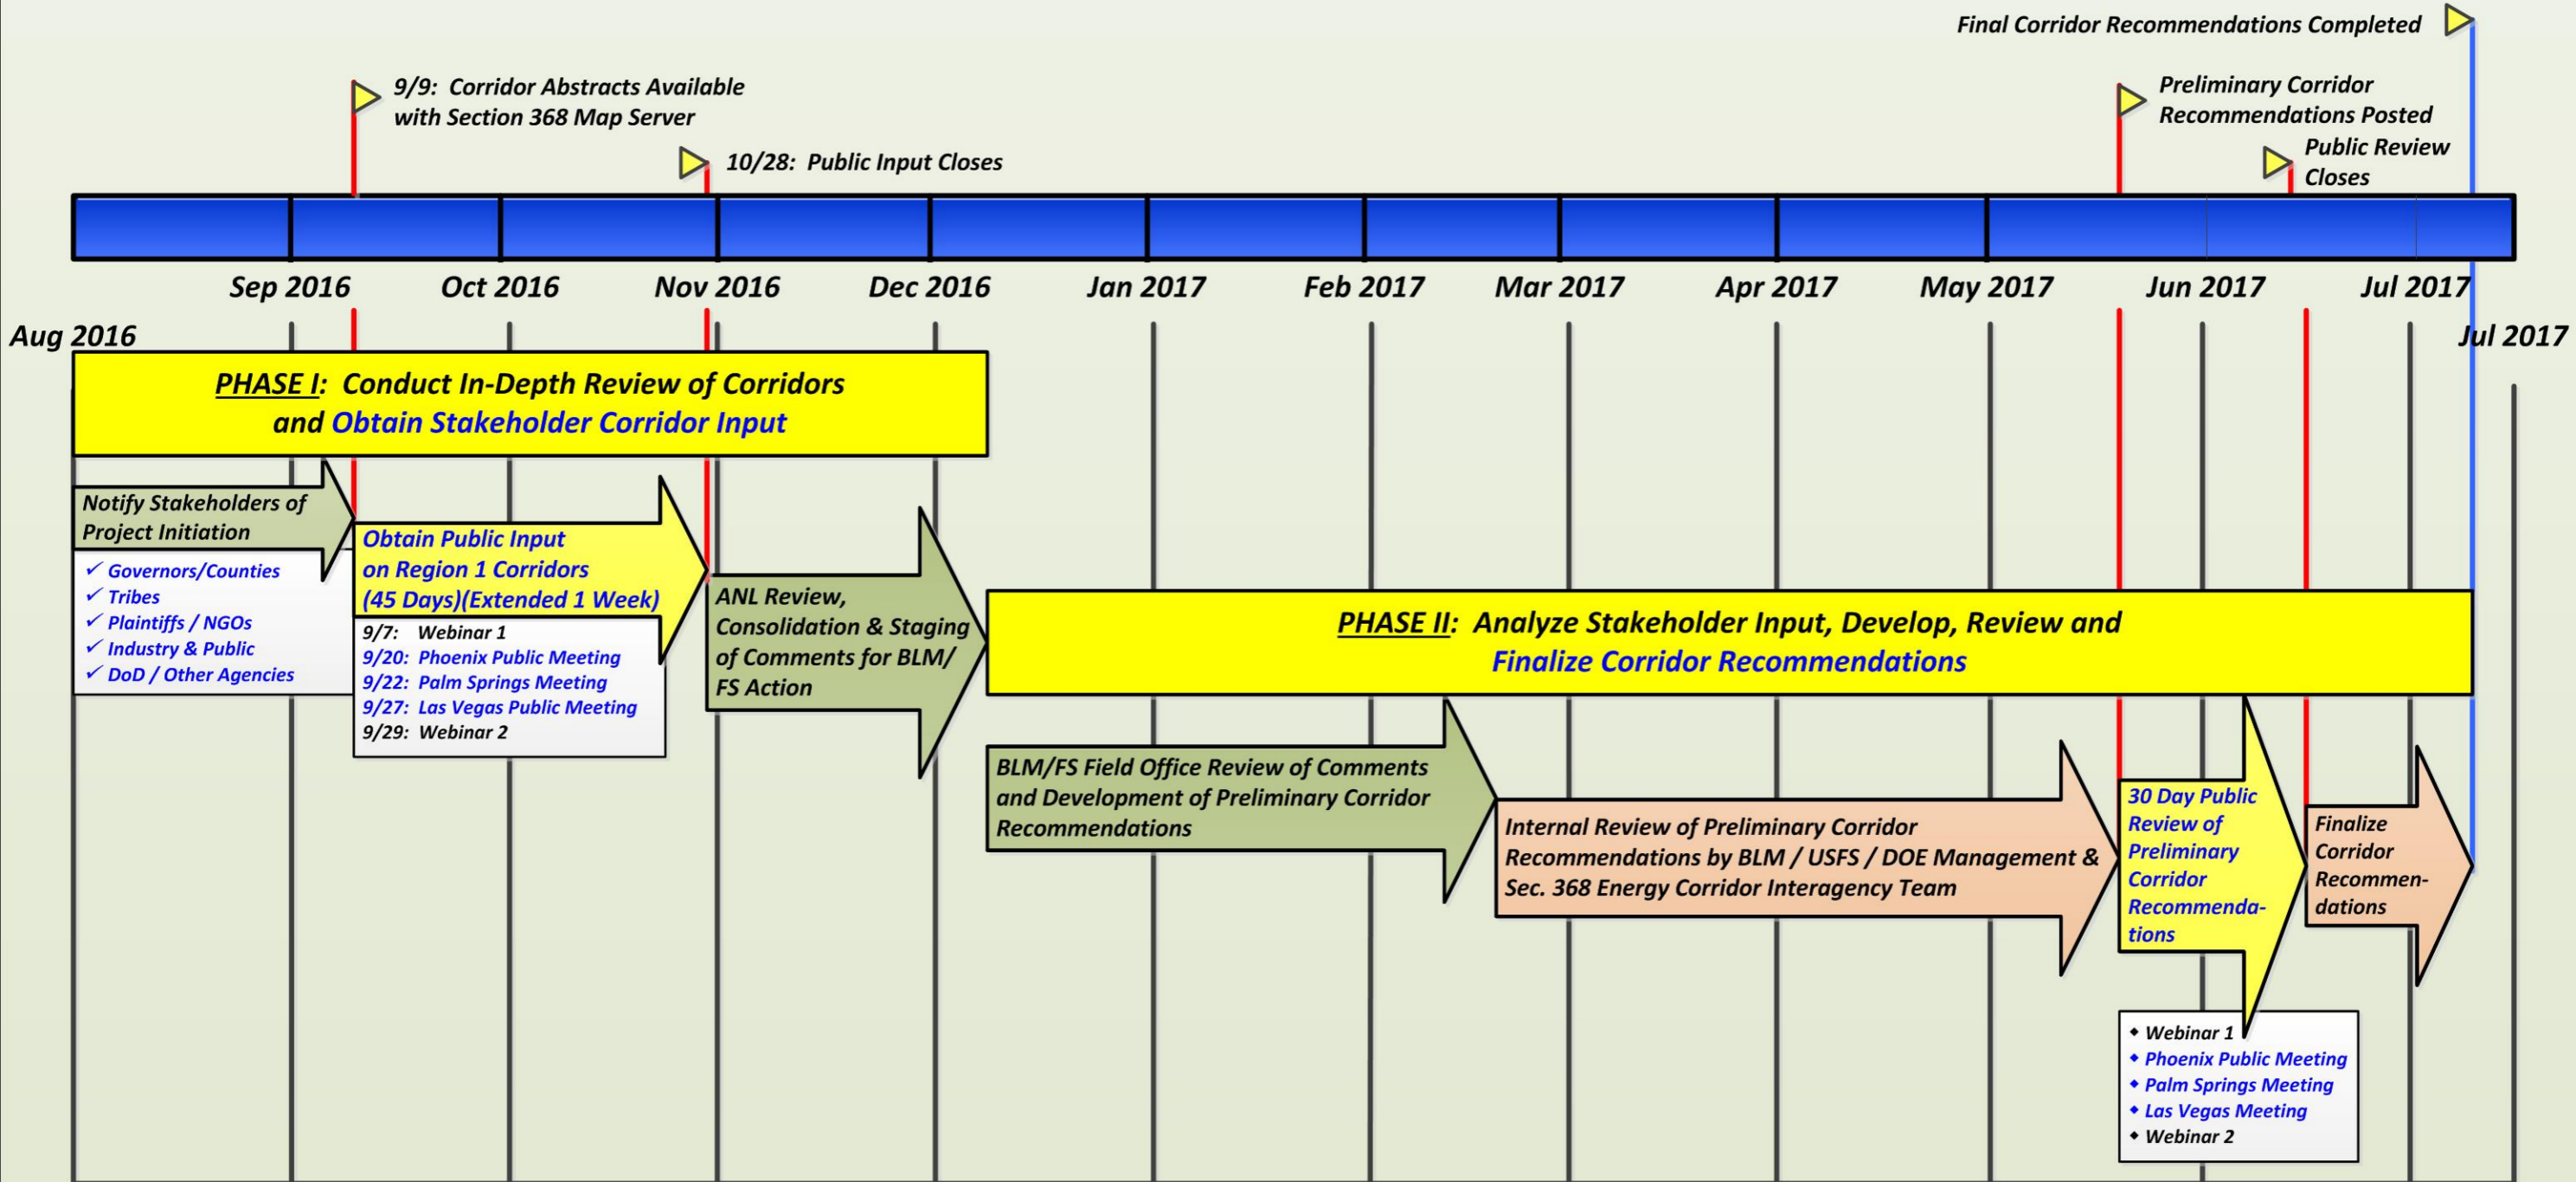 Final Corridor Recommendations Completed
9/9: Corridor Abstracts Available
with Section 368 Map Server
Preliminary Corridor
Recommendations Posted
10/28: Public Input Closes
Public Review
Closes
Sep 2016
Oct 2016
Nov 2016
Dec 2016
Jan 2017
Feb 2017
Mar 2017
Apr 2017
May 2017
Jun 2017
Jul 2017
Aug 2016
Jul 2017
PHASE I: Conduct In-Depth Review of Corridors
and Obtain Stakeholder Corridor Input
Notify Stakeholders of
Project Initiation
✓ Governors/Counties
✓ Tribes
✓ Plaintiffs / NGOs
✓ Industry & Public
✓ DoD / Other Agencies
Obtain Public Input
on Region 1 Corridors
(45 Days)(Extended 1 Week)
9/7: Webinar 1
9/20: Phoenix Public Meeting
9/22: Palm Springs Meeting
9/27: Las Vegas Public Meeting
9/29: Webinar 2
ANL Review,
Consolidation & Staging
of Comments for BLM/
FS Action
PHASE II: Analyze Stakeholder Input, Develop, Review and
Finalize Corridor Recommendations
BLM/FS Field Office Review of Comments
and Development of Preliminary Corridor
Recommendations
Internal Review of Preliminary Corridor
Recommendations by BLM / USFS / DOE Management &
Sec. 368 Energy Corridor Interagency Team
30 Day Public
Review of
Preliminary
Corridor
Recommenda-
tions
Finalize
Corridor
Recommen-
dations
◆ Webinar 1
◆ Phoenix Public Meeting
◆ Palm Springs Meeting
◆ Las Vegas Meeting
◆ Webinar 2